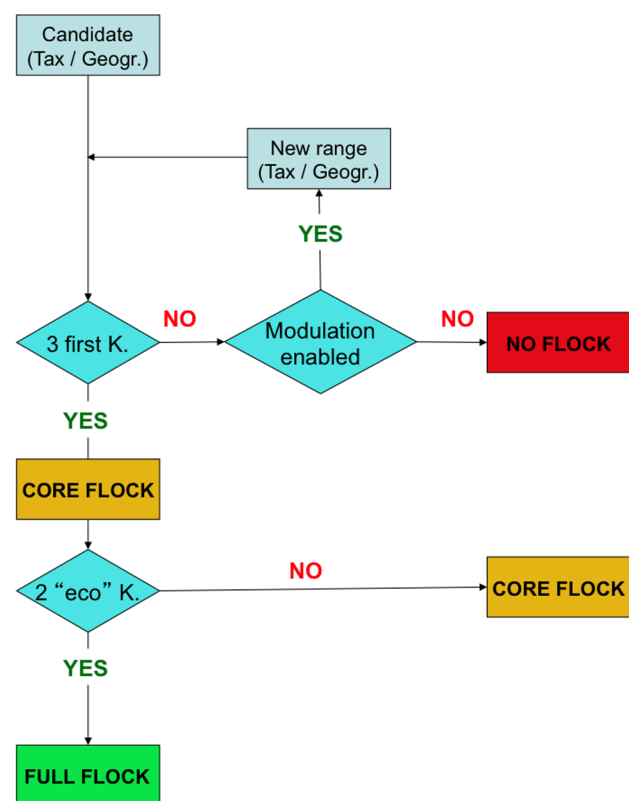 Candidate
(Tax / Geogr.)
New range
(Tax / Geogr.)
YES
3 first K.
NO
Modulation
enabled
NO
NO FLOCK
YES
CORE FLOCK
2 “eco” K.
NO
CORE FLOCK
YES
FULL FLOCK